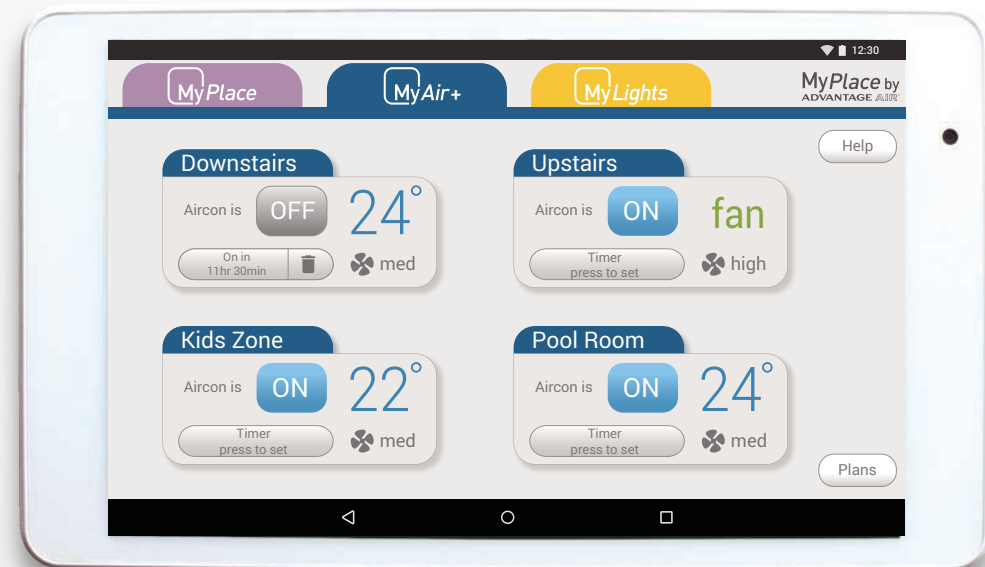 12:30
MyPlace
MyAir+
MyLights
MyPlace by
ADVANTAGE AIR
Help
Downstairs
Aircon is
OFF
24°
On in
11hr 30min
med
Upstairs
Aircon is
ON
fan
Timer
press to set
high
Kids Zone
Aircon is
ON
22°
Timer
press to set
med
Pool Room
Aircon is
ON
24°
Timer
press to set
med
Plans